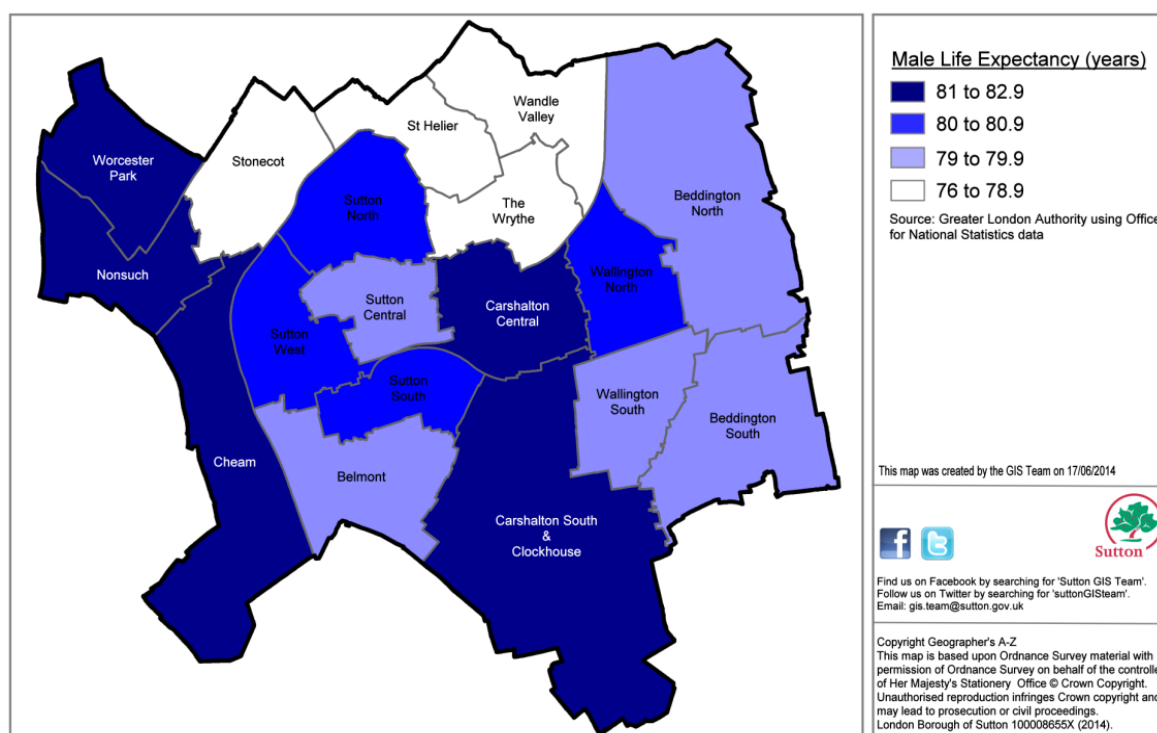 Worcester
Park
Stonecot
St Helier
Wandle
Valley
Sutton
North
The
Wrythe
Beddington
North
Nonsuch
Wallington
North
Sutton
Central
Carshalton
Central
Sutton
West
Sutton
South
Wallington
South
Beddington
South
Cheam
Belmont
Carshalton South
&
Clockhouse
Male Life Expectancy (years)
81 to 82.9
80 to 80.9
79 to 79.9
76 to 78.9
Source: Greater London Authority using Office
for National Statistics data
This map was created by the GIS Team on 17/06/2014
Sutton
Find us on Facebook by searching for 'Sutton GIS Team'.
Follow us on Twitter by searching for 'suttonGISteam'.
Email: gis.team@sutton.gov.uk
Copyright Geographer's A-Z
This map is based upon Ordnance Survey material with
permission of Ordnance Survey on behalf of the controlle
of Her Majesty's Stationery Office © Crown Copyright.
Unauthorised reproduction infringes Crown copyright and
may lead to prosecution or civil proceedings.
London Borough of Sutton 100008655X (2014).